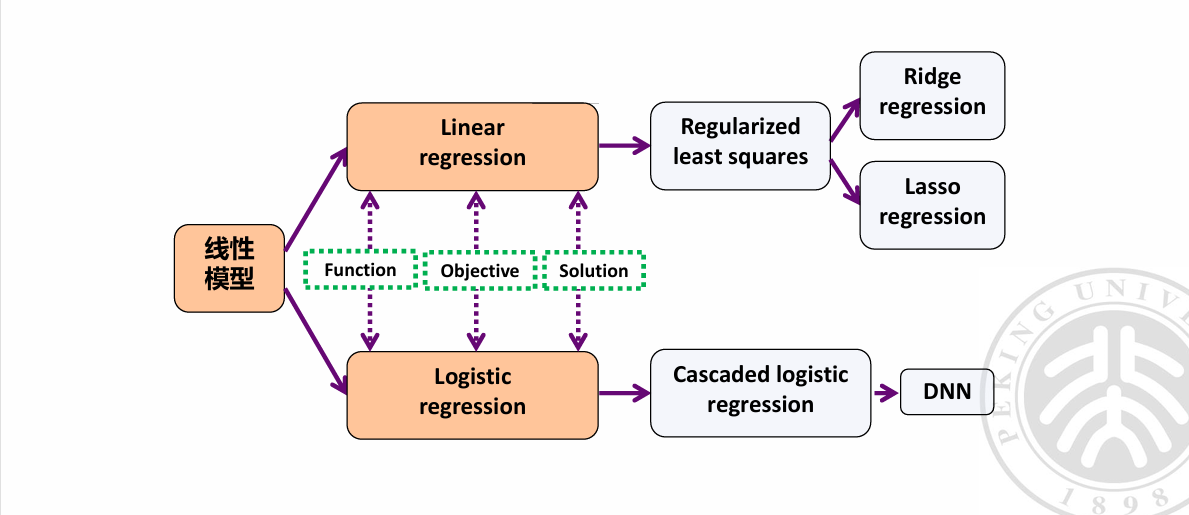 线性
模型
Linear
regression
Regularized
least squares
Ridge
regression
Lasso
regression
Function
Objective
Solution
Logistic
regression
Cascaded logistic
regression
DNN
PEKING UNIV
1898